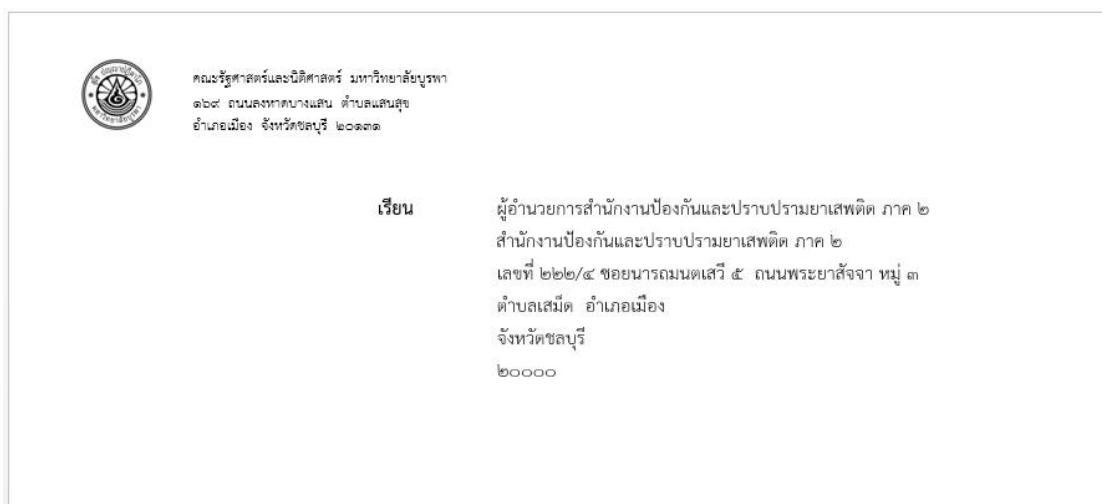 คณะรัฐศาสตร์และนิติศาสตร์ มหาวิทยาลัยบูรพา
๑๖๙ ถนนลงหาดบางแสน ตำบลแสนสุข
อำเภอเมือง จังหวัดชลบุรี ๒๐๑๓๑
เรียน ผู้อำนวยการสำนักงานป้องกันและปราบปรามยาเสพติด ภาค ๒
สำนักงานป้องกันและปราบปรามยาเสพติด ภาค ๒
เลขที่ ๒๒๒/๔ ซอยนารถมนตเสวี ๕ ถนนพระยาสัจจา หมู่ ๓
ตำบลเสม็ด อำเภอเมือง
จังหวัดชลบุรี
๒๐๐๐๐